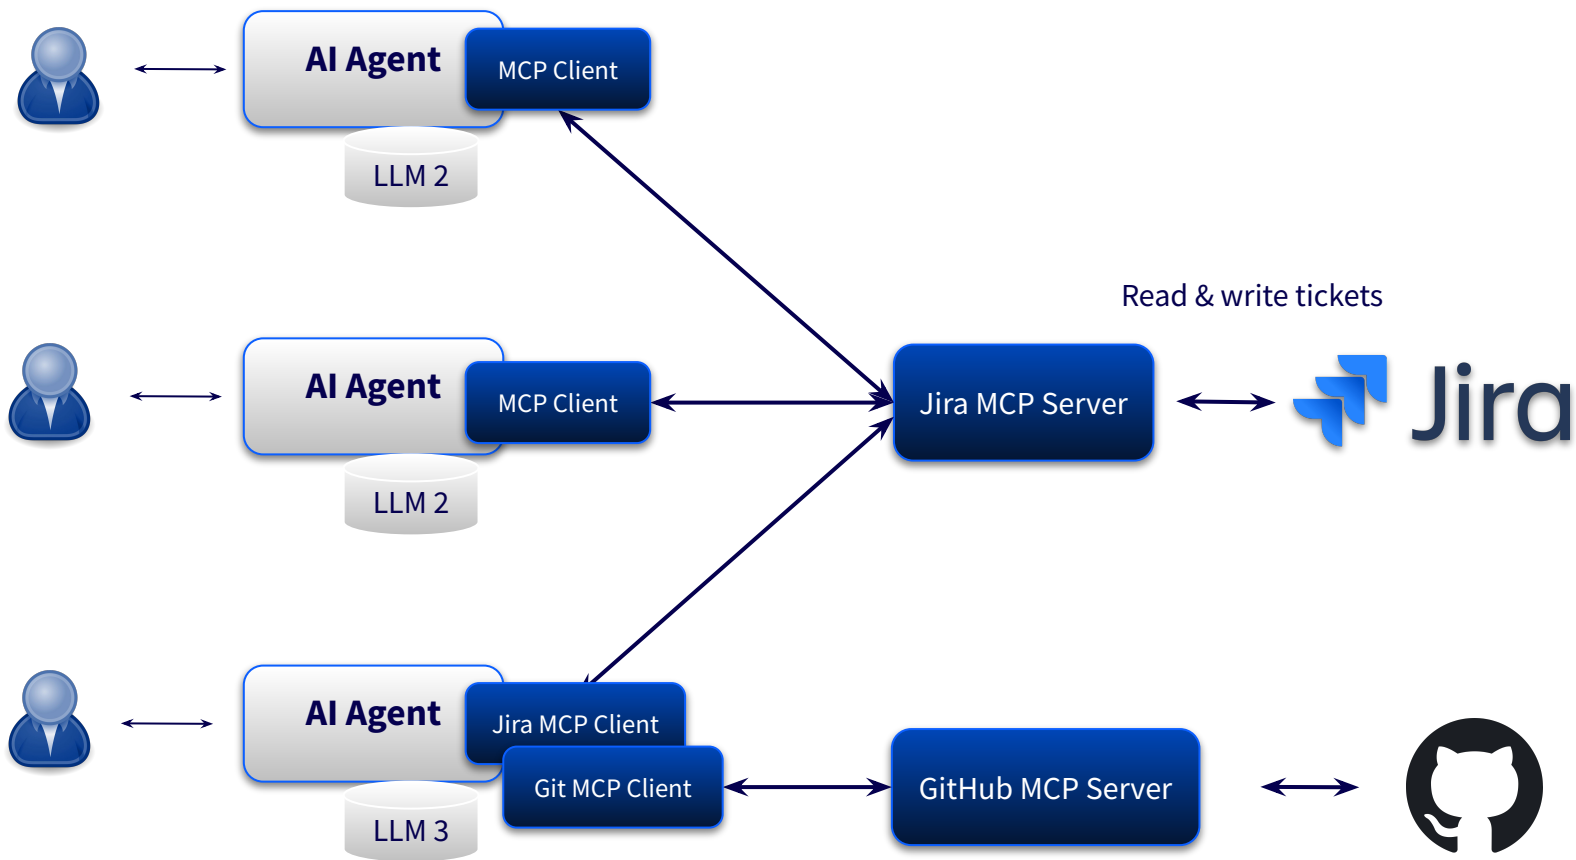 AI Agent
MCP Client
LLM 2
Read & write tickets
AI Agent
MCP Client
Jira MCP Server
Jira
LLM 2
AI Agent
Jira MCP Client
Git MCP Client
GitHub MCP Server
LLM 3